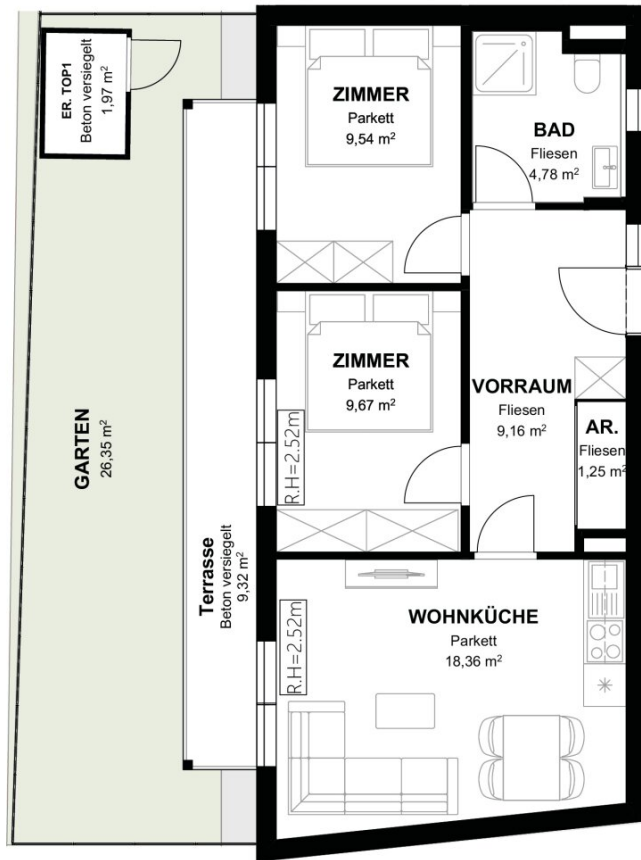 ER. TOP1
Beton versiegelt
1,97 m²
ZIMMER
Parkett
9,54 m²
BAD
Fliesen
4,78 m²
ZIMMER
Parkett
9,67 m²
R.H=2.52m
VORRAUM
Fliesen
9,16 m²
AR.
Fliesen
1,25 m²
GARTEN
26,35 m²
Terrasse
Beton versiegelt
9,32 m²
R.H=2.52m
WOHNKÜCHE
Parkett
18,36 m²